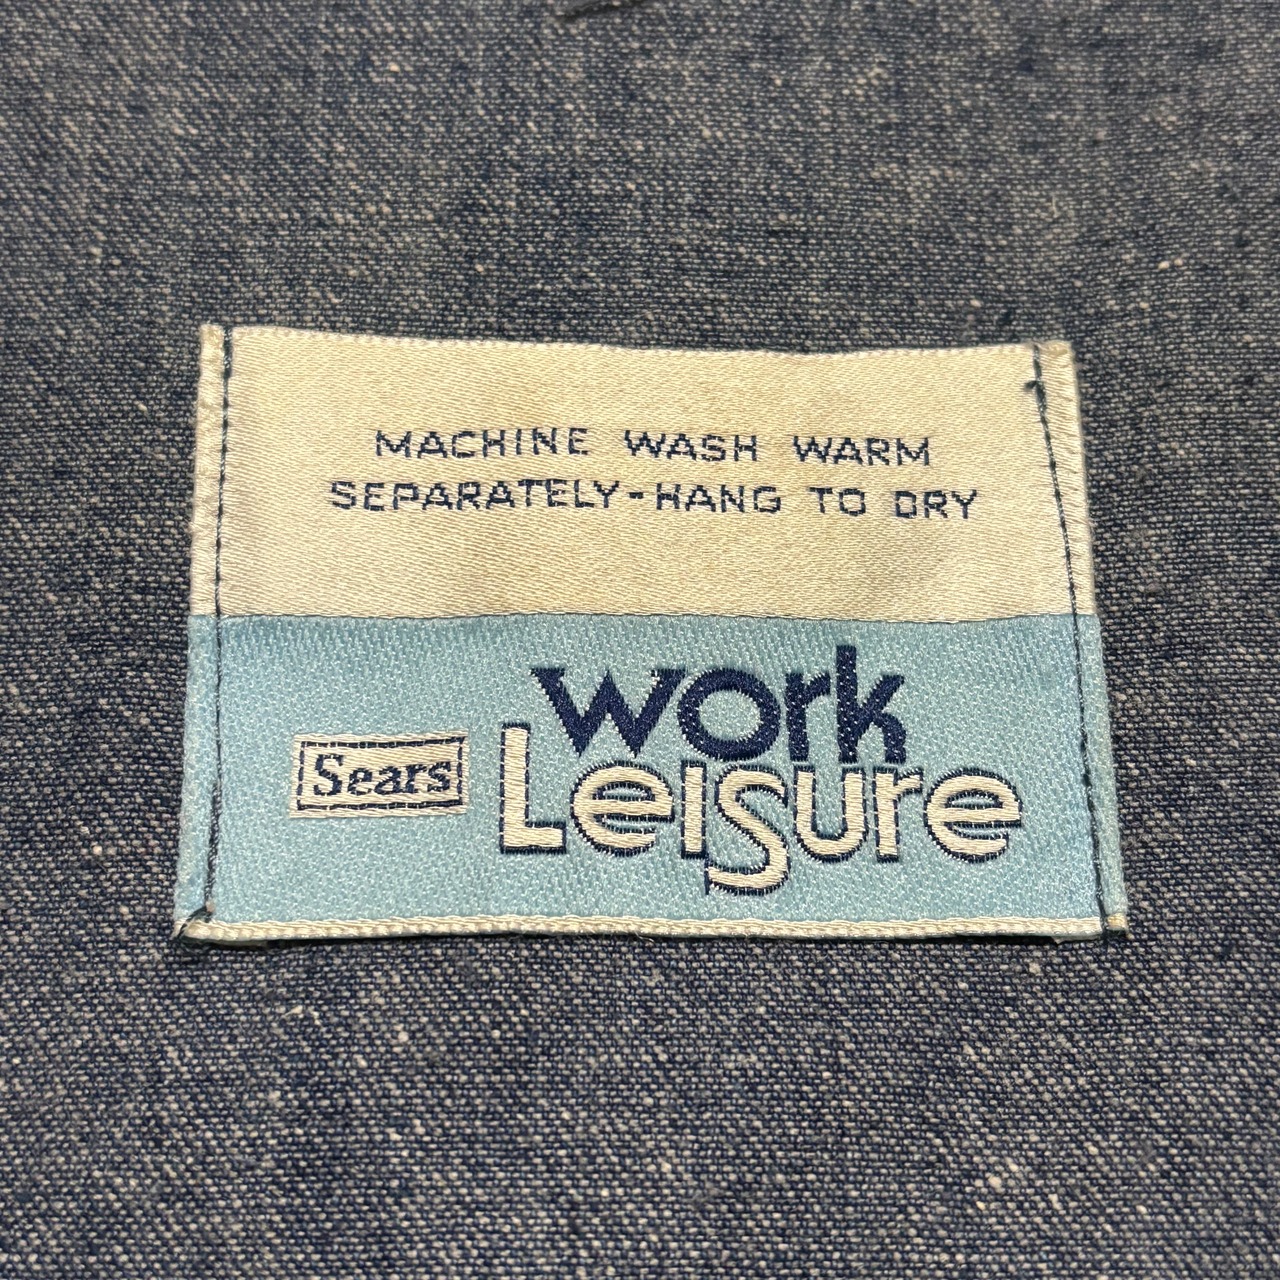 MACHINE WASH WARM
SEPARATELY-HANG TO DRY
Sears
work
Leisure